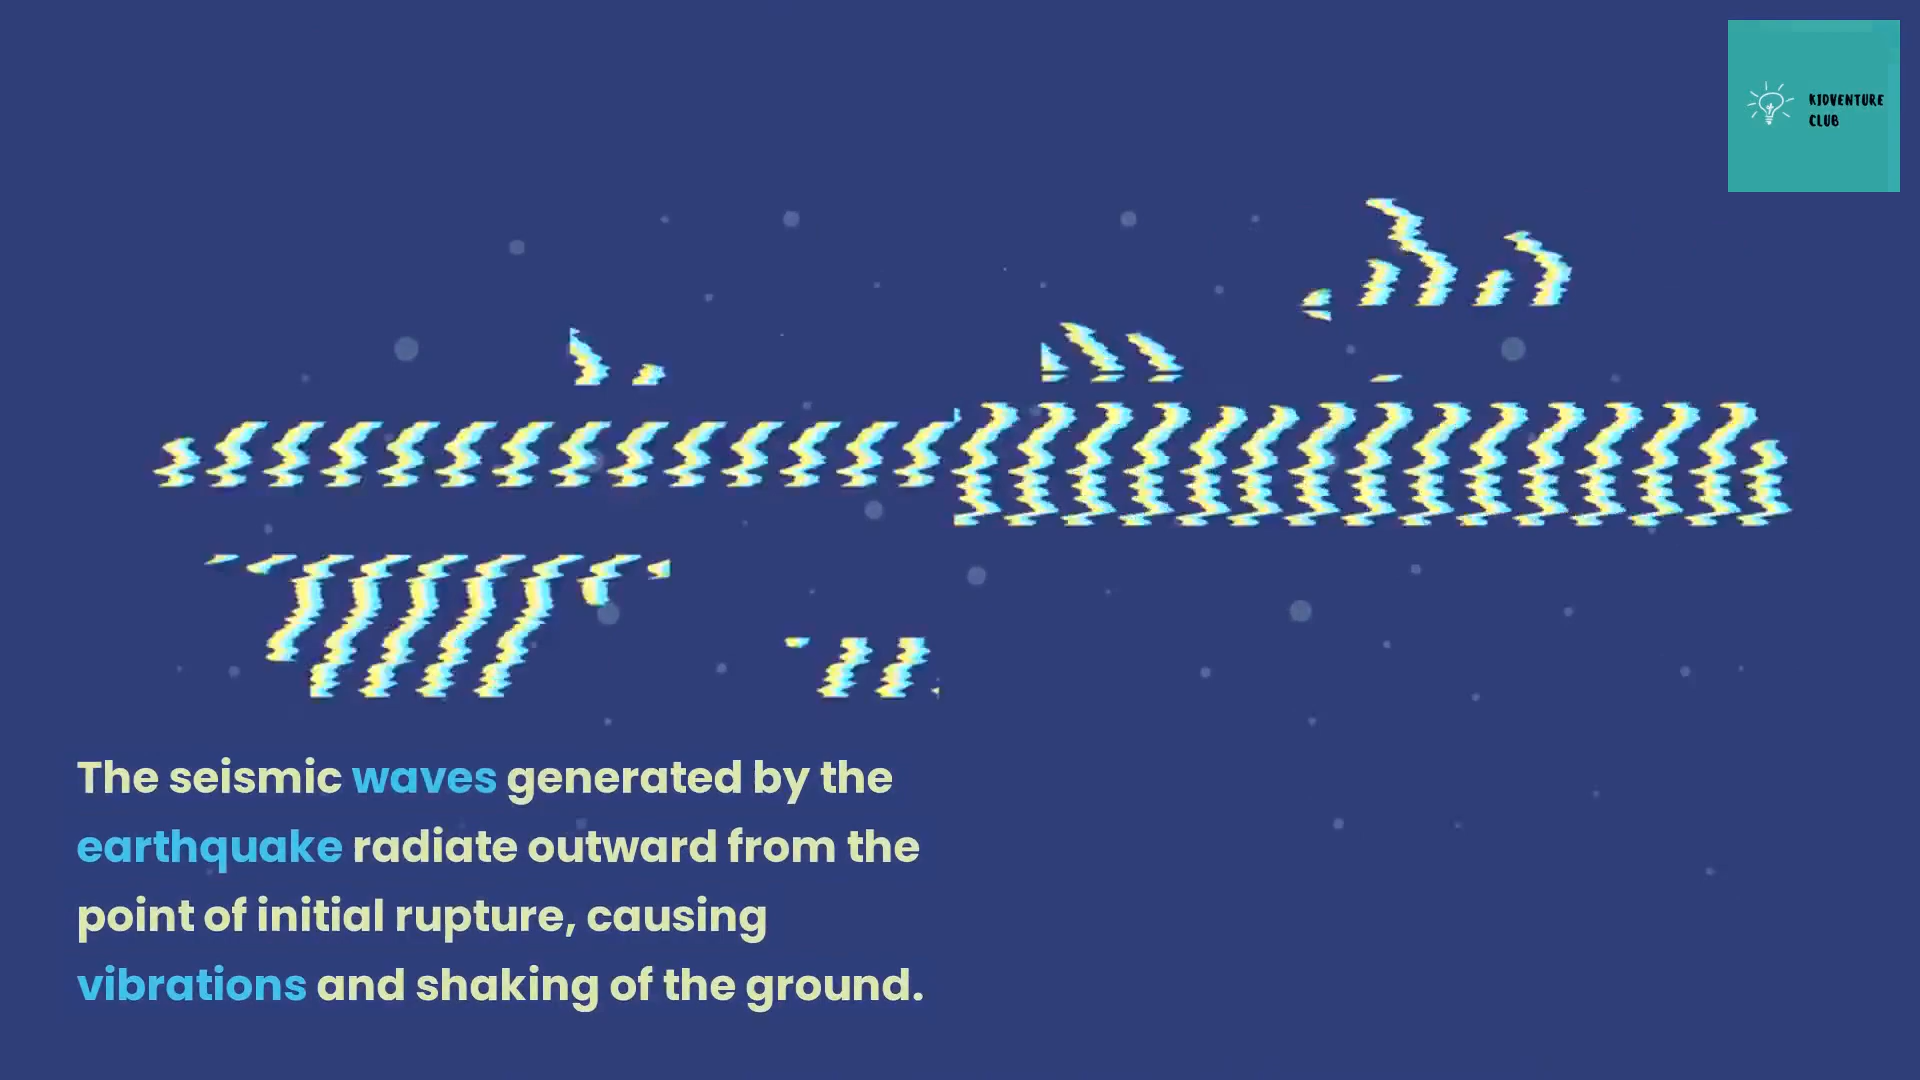 KIDVENTURE
CLUB
The seismic waves generated by the
earthquake radiate outward from the
point of initial rupture, causing
vibrations and shaking of the ground.